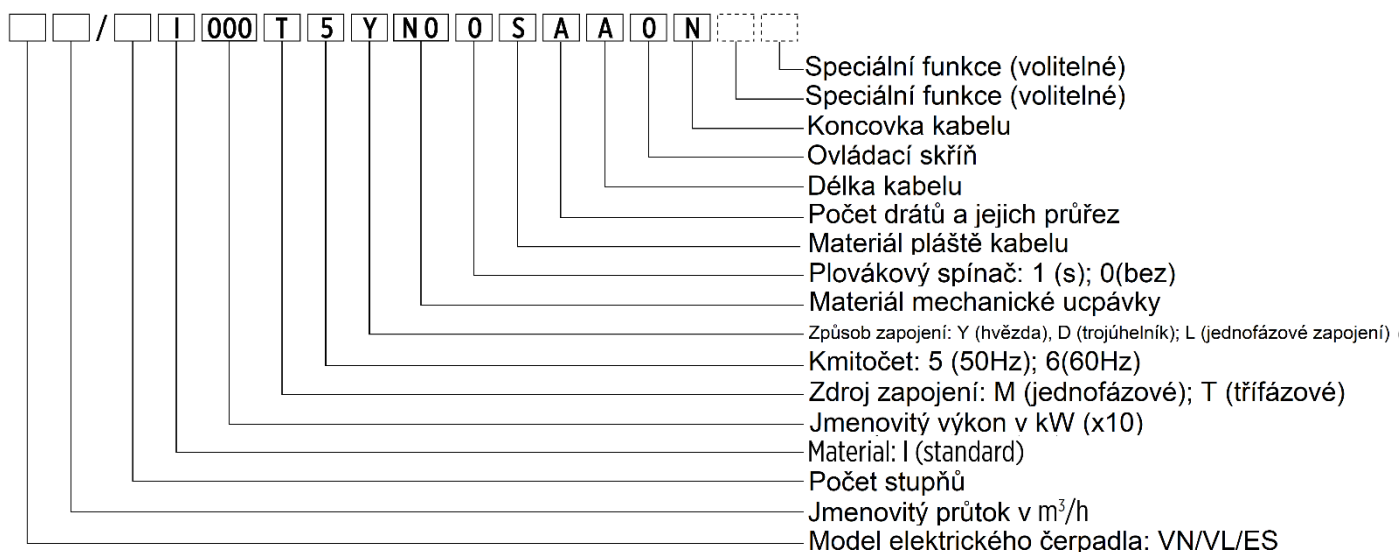 / I 000 T 5 Y N0 0 S A A 0 N
Speciální funkce (volitelné)
Speciální funkce (volitelné)
Koncovka kabelu
Ovládací skříň
Délka kabelu
Počet drátů a jejich průřez
Materiál pláště kabelu
Plovákový spínač: 1 (s); 0(bez)
Materiál mechanické ucpávky
Způsob zapojení: Y (hvězda), D (trojúhelník); L (jednofázové zapojení)
Kmitočet: 5 (50Hz); 6(60Hz)
Zdroj zapojení: M (jednofázové); T (třífázové)
Jmenovitý výkon v kW (x10)
Material: I (standard)
Počet stupňů
Jmenovitý průtok v m³/h
Model elektrického čerpadla: VN/VL/ES